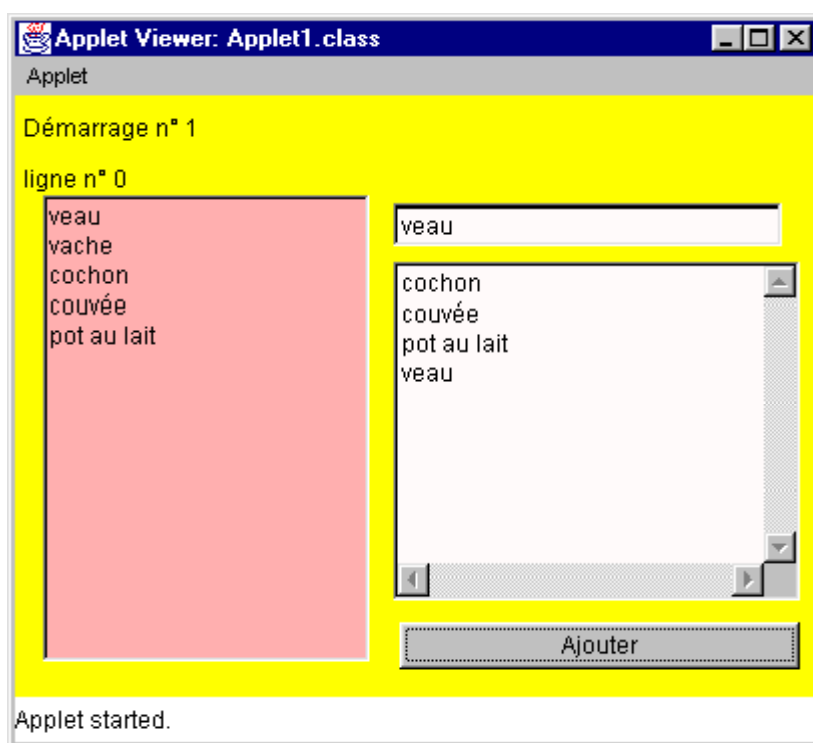 Applet Viewer: Applet1.class
Applet
Démarrage n° 1
ligne n° 0
veau
vache
cochon
couvée
pot au lait
veau
cochon
couvée
pot au lait
veau
Ajouter
Applet started.